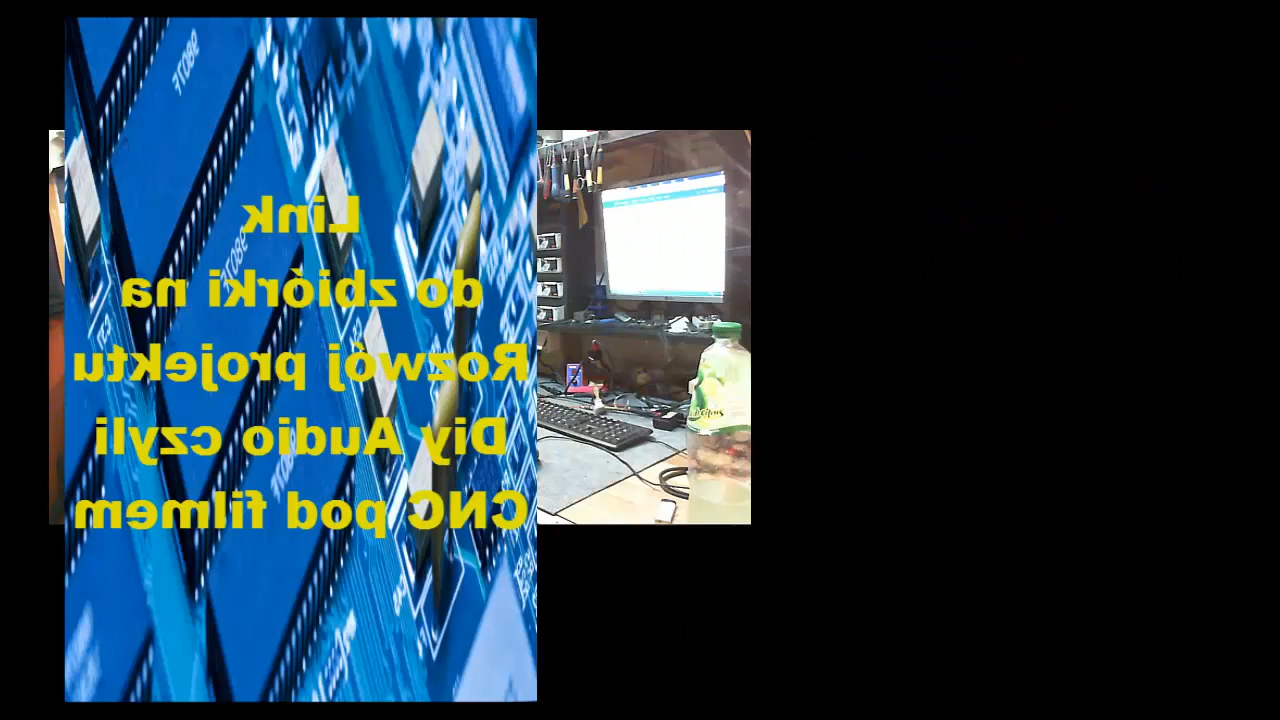 Link
do zbiórki na
Rozwój projektu
Diy Audio czyli
CNC pod filmem